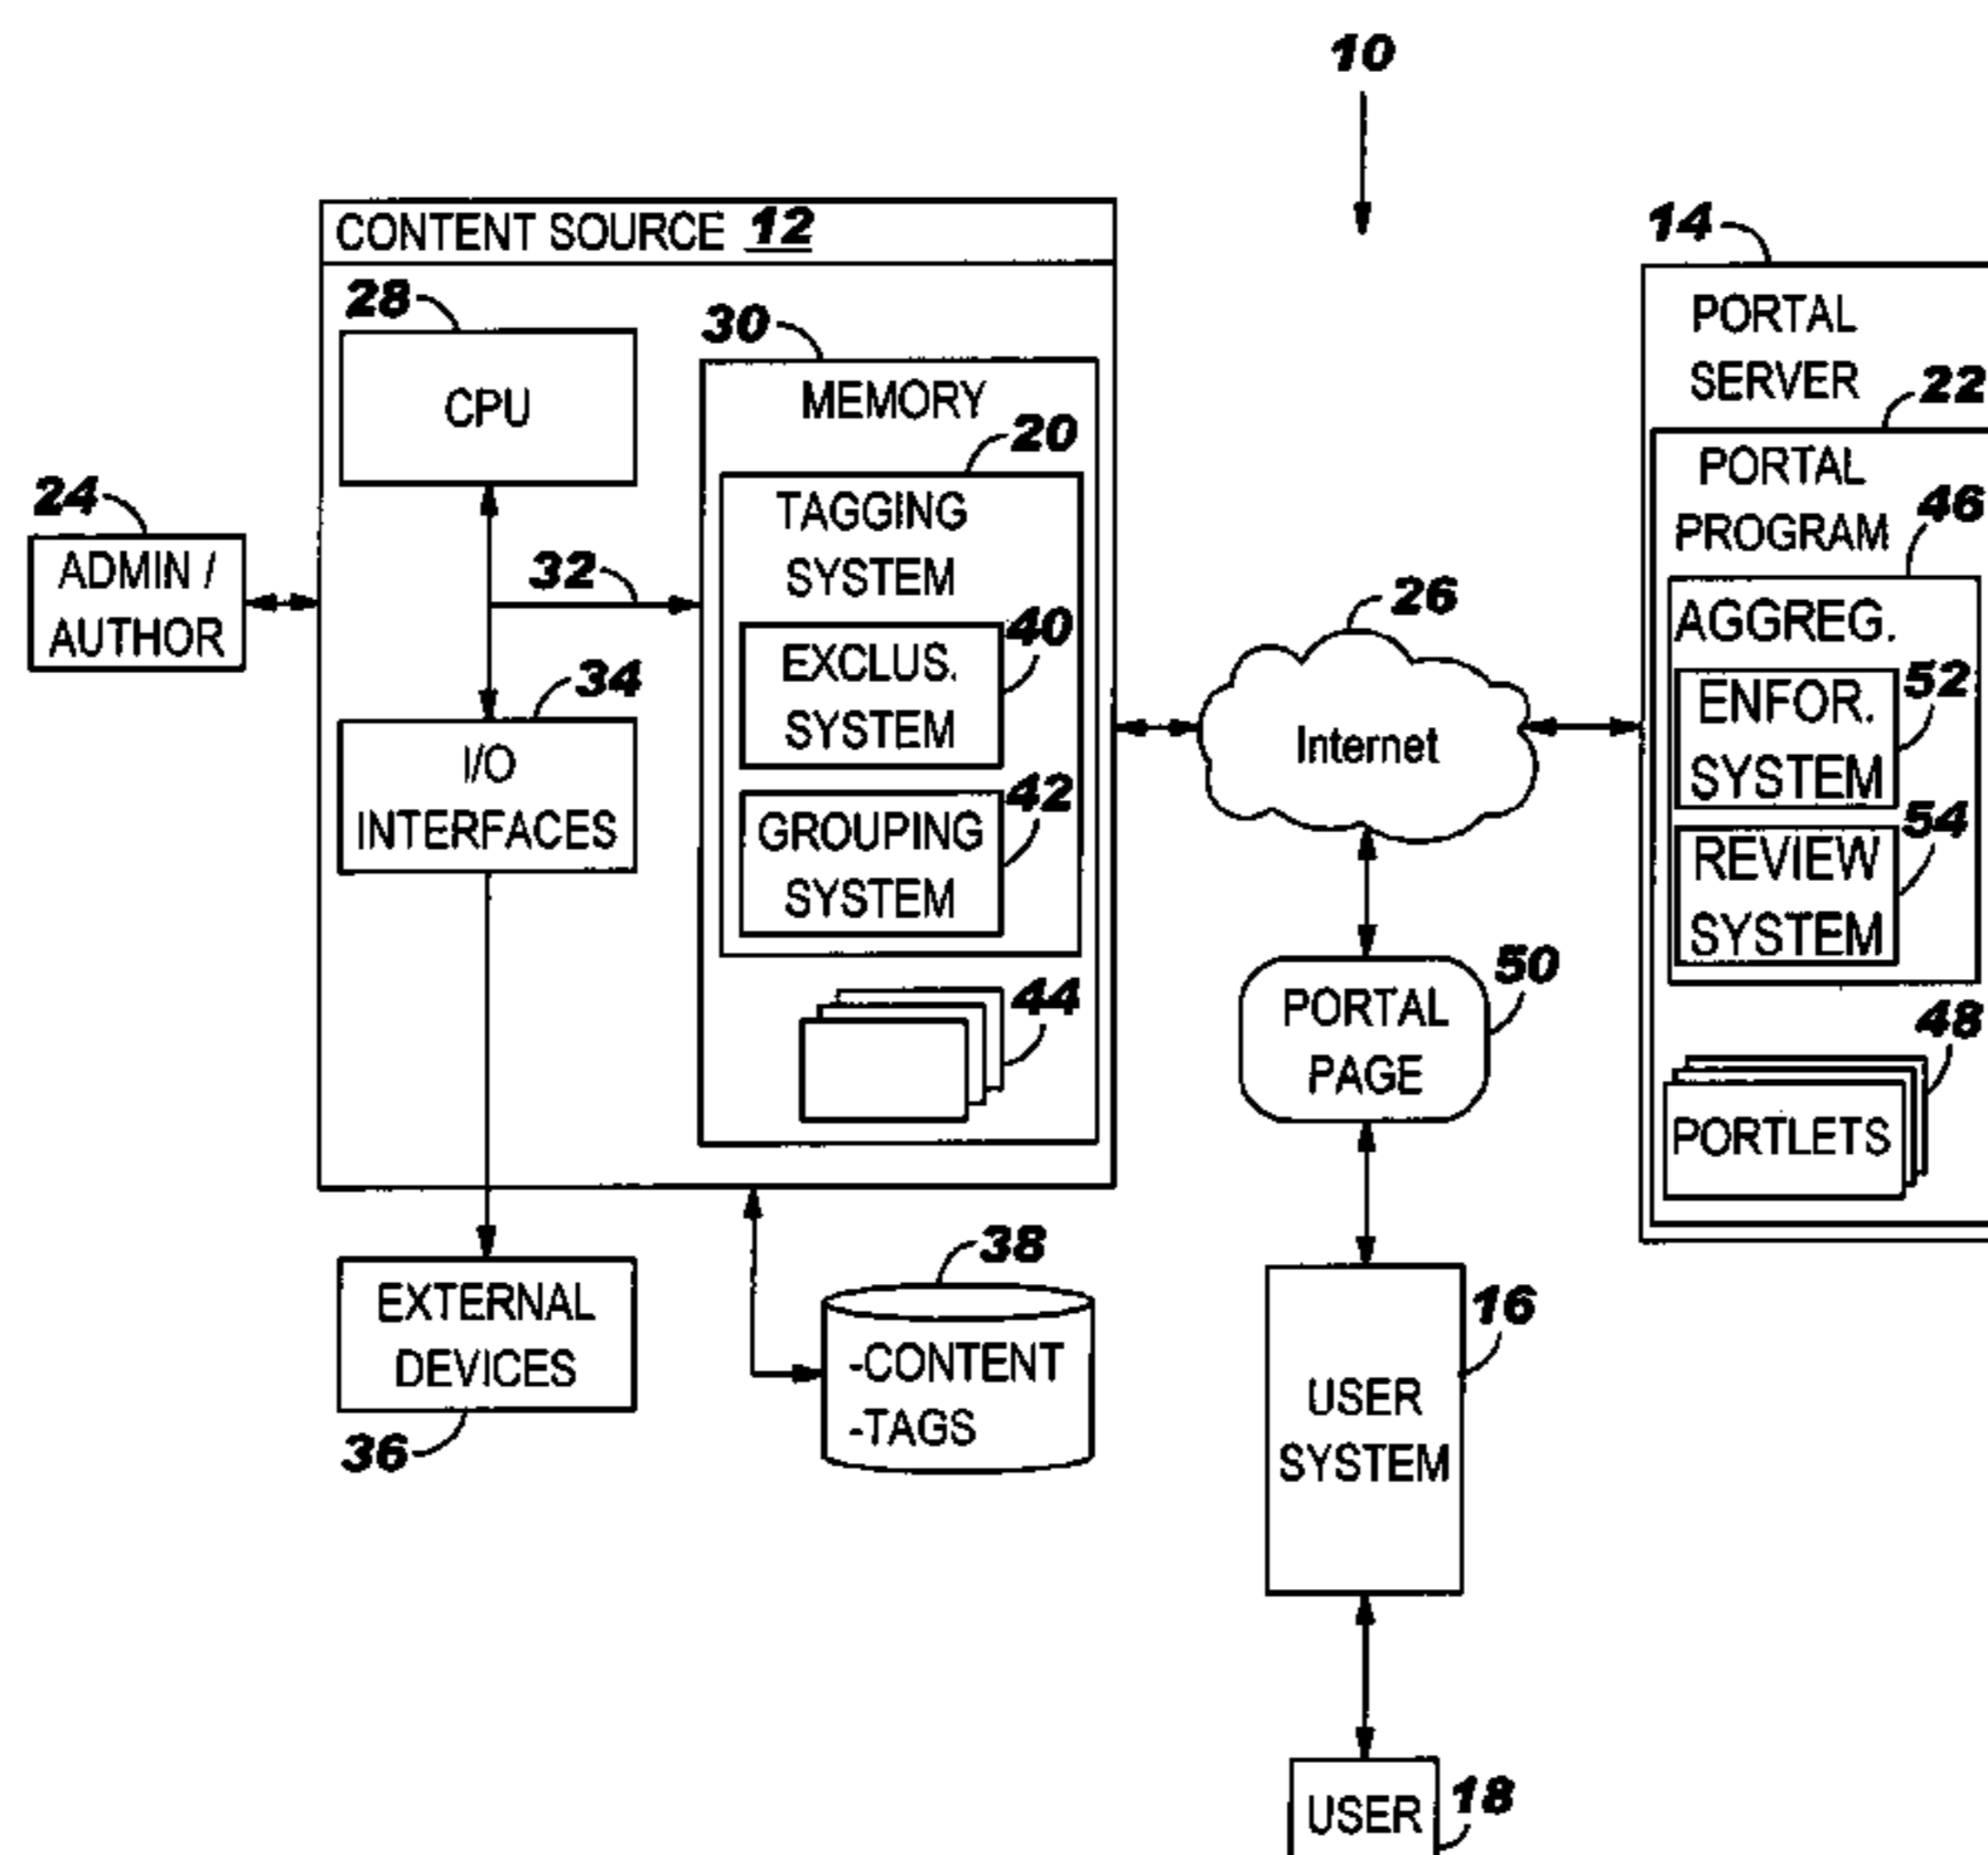 10
CONTENT SOURCE 12
28
CPU
30
MEMORY
20
TAGGING
SYSTEM
24
ADMIN /
AUTHOR
32
40
EXCLUS.
SYSTEM
34
I/O
INTERFACES
42
GROUPING
SYSTEM
44
EXTERNAL
DEVICES
36
38
-CONTENT
-TAGS
26
Internet
50
PORTAL
PAGE
16
USER
SYSTEM
USER
18
14
PORTAL
SERVER
22
PORTAL
PROGRAM
46
AGGREG.
52
ENFOR.
SYSTEM
54
REVIEW
SYSTEM
48
PORTLETS